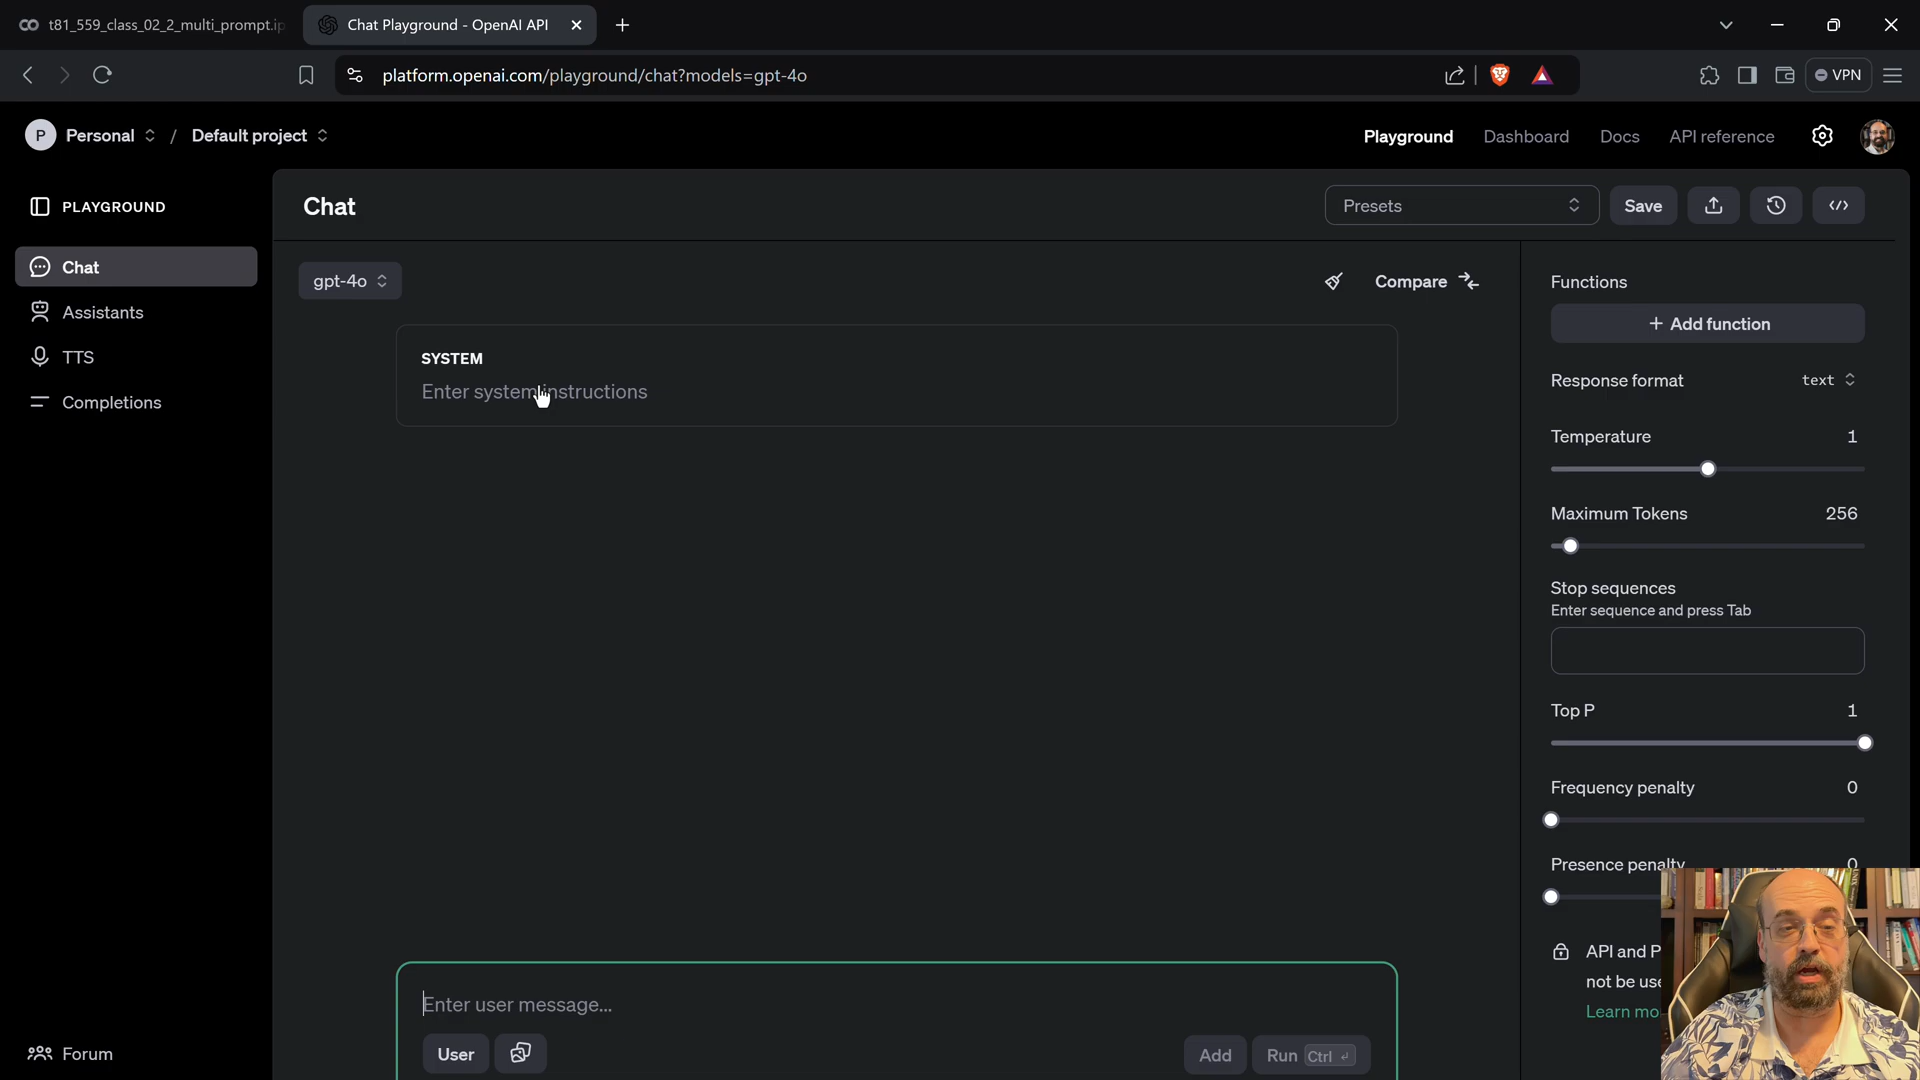 t81_559_class_02_2_multi_prompt.ip
Chat Playground - OpenAI API
platform.openai.com/playground/chat?models=gpt-4o
VPN
P Personal / Default project
Playground Dashboard Docs API reference
PLAYGROUND
Chat
Assistants
TTS
Completions
Forum
Chat
Presets
Save
gpt-4o
Compare
SYSTEM
Enter system instructions
Enter user message...
User
Add
Run Ctrl ↵
Functions
+ Add function
Response format text
Temperature 1
Maximum Tokens 256
Stop sequences
Enter sequence and press Tab
Top P 1
Frequency penalty 0
Presence penalty 0
API and P
not be use
Learn mo